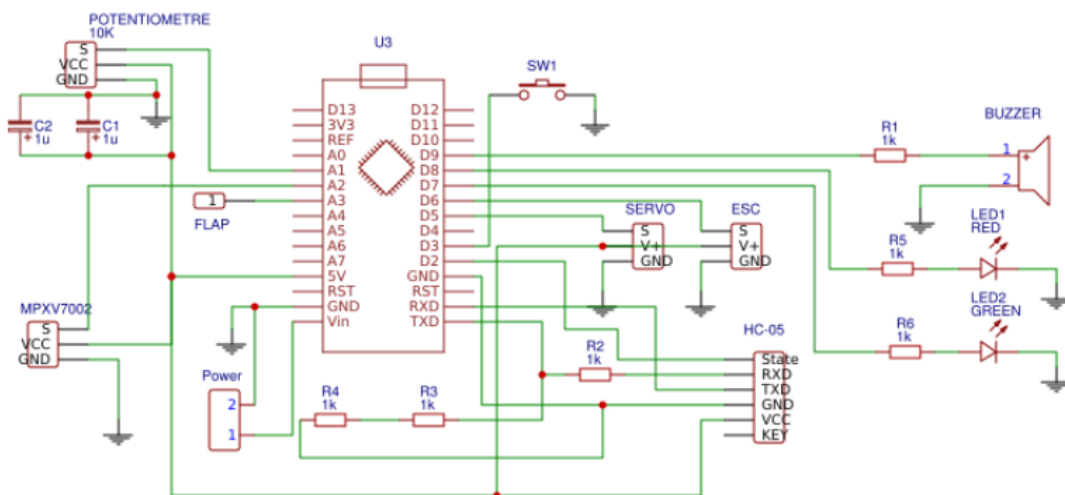 POTENTIOMETRE
10K
S
VCC
GND
C2
1u
C1
1u
U3
D13
3V3
REF
A0
A1
A2
A3
A4
A5
A6
A7
5V
RST
GND
Vin
D12
D11
D10
D9
D8
D7
D6
D5
D4
D3
D2
GND
RST
RXD
TXD
SW1
R1
1k
BUZZER
1
2
1
FLAP
SERVO
S
V+
GND
ESC
S
V+
GND
R5
1k
LED1
RED
R6
1k
LED2
GREEN
MPXV7002
S
VCC
GND
Power
2
1
R4
1k
R3
1k
R2
1k
HC-05
State
RXD
TXD
GND
VCC
KEY